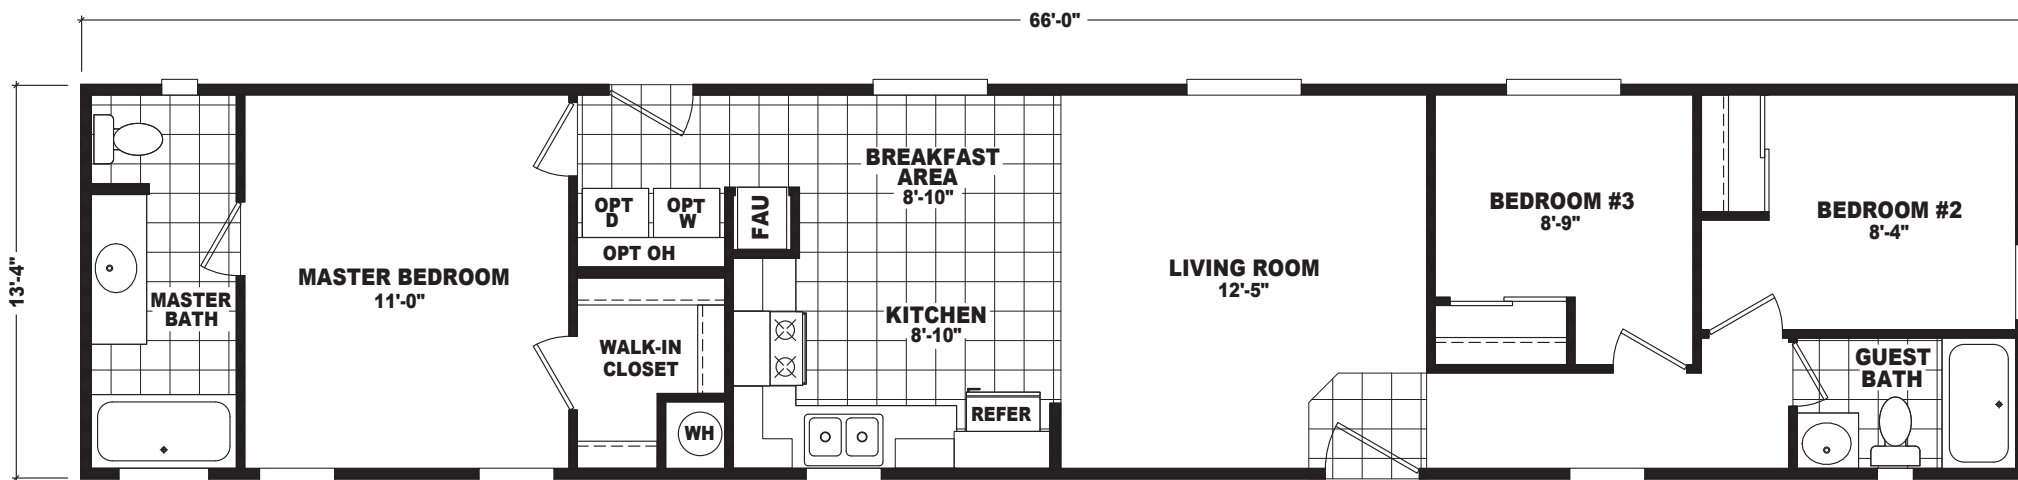 66'-0"
13'-4"
MASTER
BATH
MASTER BEDROOM
11'-0"
OPT
D
OPT
W
OPT OH
FAU
WALK-IN
CLOSET
WH
BREAKFAST
AREA
8'-10"
KITCHEN
8'-10"
REFER
LIVING ROOM
12'-5"
BEDROOM #3
8'-9"
BEDROOM #2
8'-4"
GUEST
BATH